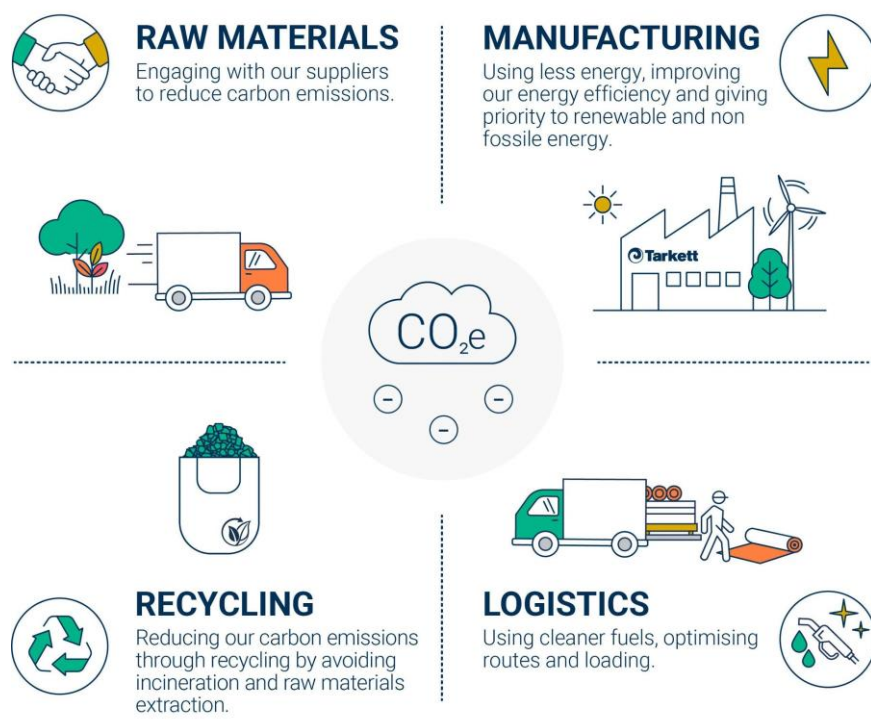 RAW MATERIALS
Engaging with our suppliers
to reduce carbon emissions.
MANUFACTURING
Using less energy, improving
our energy efficiency and giving
priority to renewable and non
fossile energy.
Tarkett
CO₂e
RECYCLING
Reducing our carbon emissions
through recycling by avoiding
incineration and raw materials
extraction.
LOGISTICS
Using cleaner fuels, optimising
routes and loading.